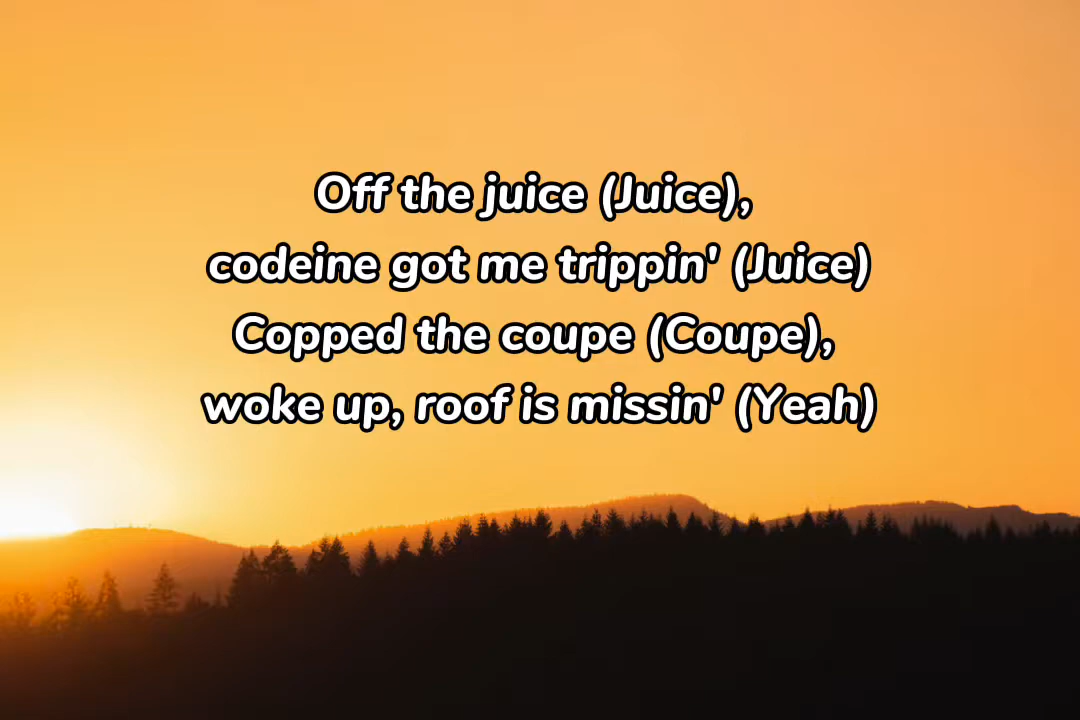 Off the juice (Juice),
codeine got me trippin' (Juice)
Copped the coupe (Coupe),
woke up, roof is missin' (Yeah)